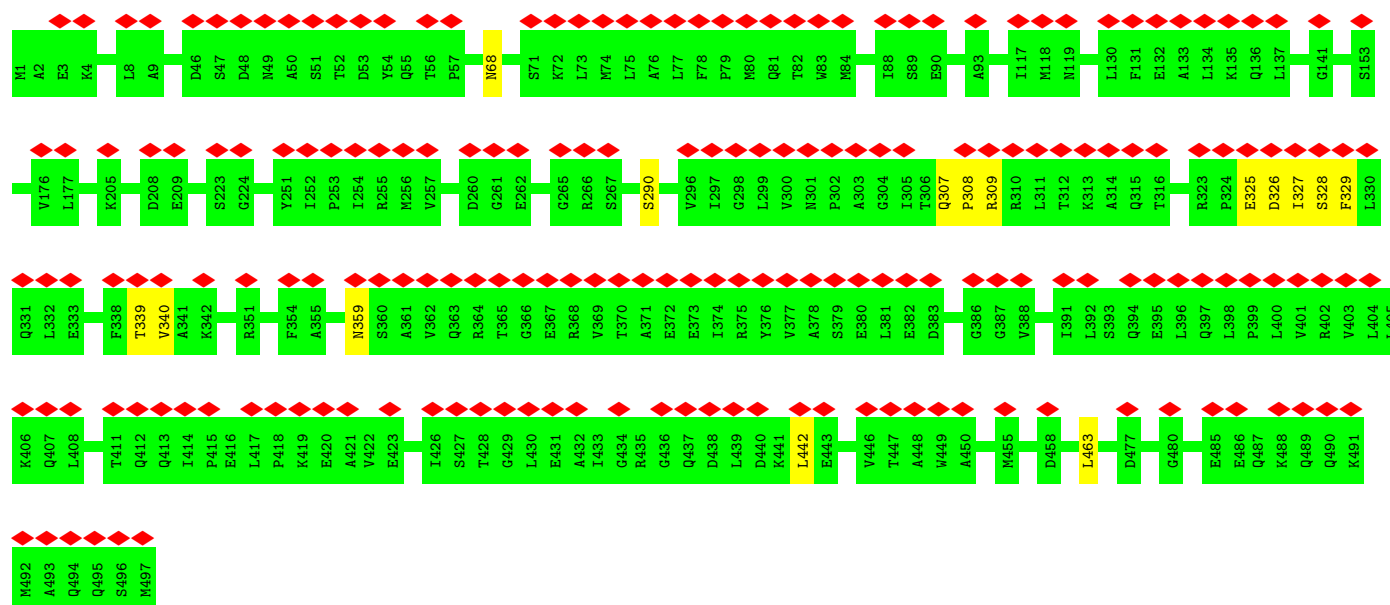 M1 A2 E3 K4 L8 A9 D46 S47 D48 N49 A50 S51 T52 D53 Y54 Q55 T56 P57 N68 S71 K72 L73 M74 L75 A76 L77 F78 P79 M80 Q81 T82 W83 M84 I88 S89 E90 A93 I117 M118 N119 L130 F131 E132 A133 L134 K135 Q136 L137 G141 S153
V176 L177 K205 D208 E209 S223 G224 Y251 I252 P253 I254 R255 M256 V257 D260 G261 E262 G265 R266 S267 S290 V296 I297 G298 L299 V300 N301 P302 A303 G304 I305 T306 Q307 P308 R309 R310 L311 T312 K313 A314 Q315 T316 R323 P324 E325 D326 I327 S328 F329 L330
Q331 L332 E333 F338 T339 V340 A341 K342 R351 F354 A355 N359 S360 A361 V362 Q363 R364 T365 G366 E367 R368 V369 T370 A371 E372 E373 I374 R375 Y376 V377 A378 S379 E380 L381 E382 D383 G386 G387 V388 I391 L392 S393 Q394 E395 L396 Q397 L398 P399 L400 V401 R402 V403 L404
K406 Q407 L408 T411 Q412 Q413 I414 P415 E416 L417 P418 K419 E420 A421 V422 E423 I426 S427 T428 G429 L430 E431 A432 I433 G434 R435 G436 Q437 D438 L439 D440 K441 L442 E443 V446 T447 A448 W449 A450 M455 D458 L463 D477 G480 E485 E486 Q487 K488 Q489 Q490 K491
M492 A493 Q494 Q495 S496 M497